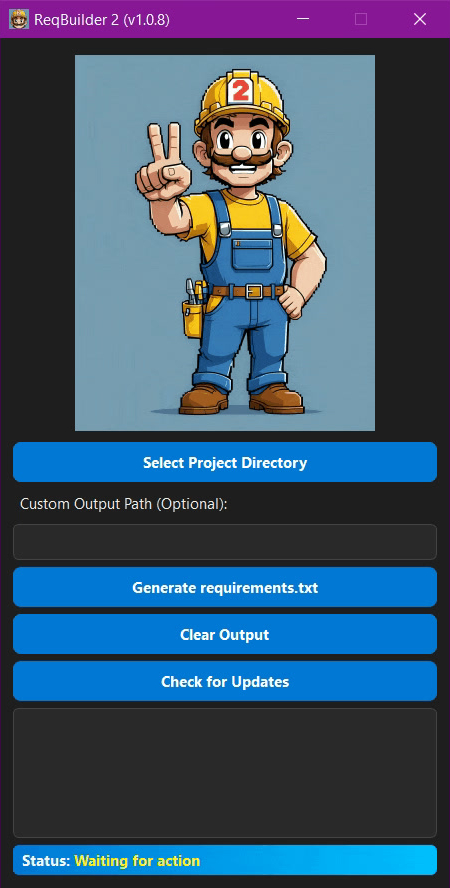 ReqBuilder 2 (v1.0.8)
2
Select Project Directory
Custom Output Path (Optional):
Generate requirements.txt
Clear Output
Check for Updates
Status: Waiting for action